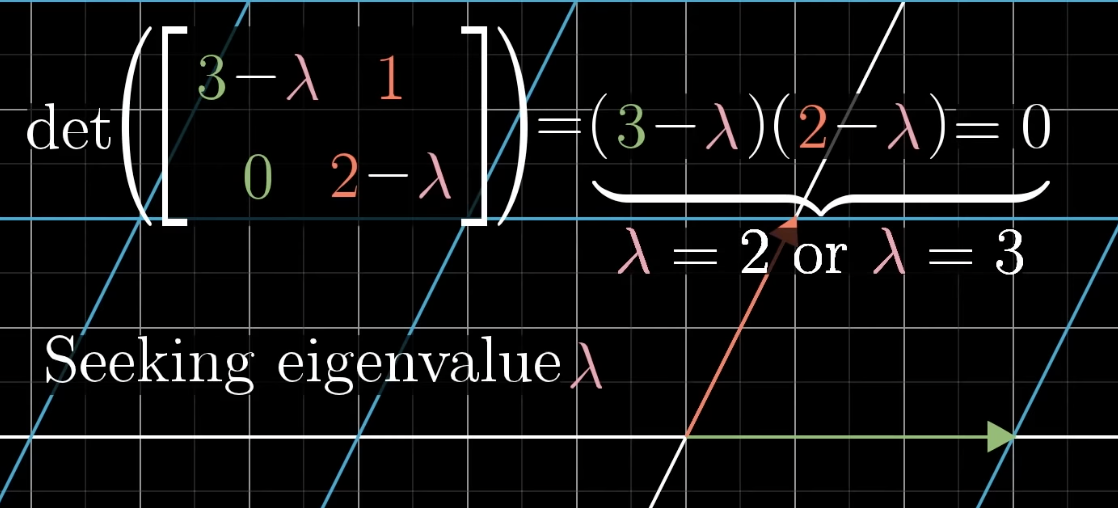 det([3−λ 1
0 2−λ]) = (3−λ)(2−λ) = 0
λ = 2 or λ = 3
Seeking eigenvalue λ